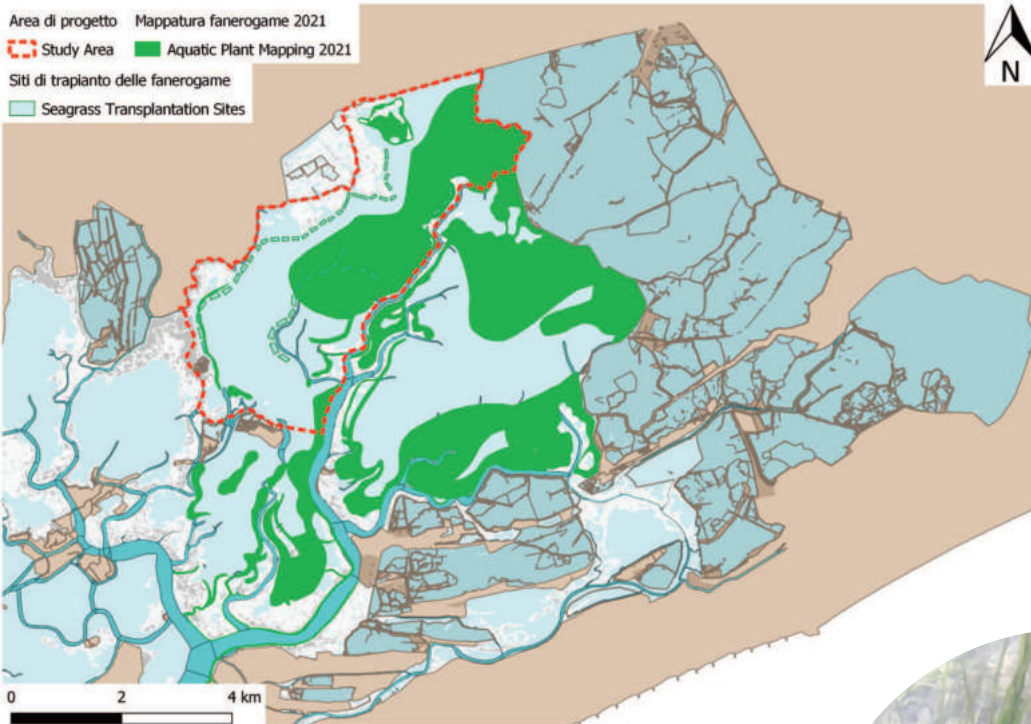 Area di progetto Mappatura fanerogame 2021
Study Area Aquatic Plant Mapping 2021
Siti di trapianto delle fanerogame
Seagrass Transplantation Sites
N
0 2 4 km